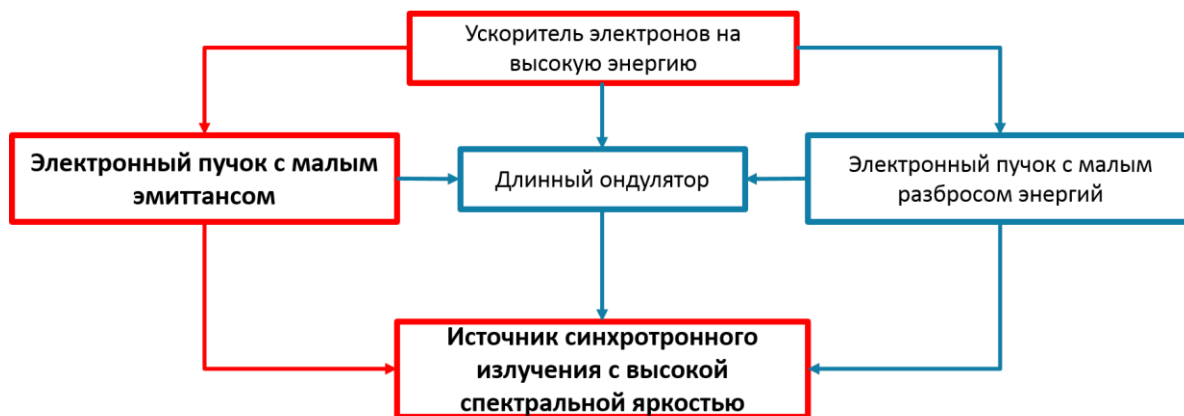 Ускоритель электронов на
высокую энергию
Электронный пучок с малым
эмиттансом
Длинный ондулятор
Электронный пучок с малым
разбросом энергий
Источник синхротронного
излучения с высокой
спектральной яркостью